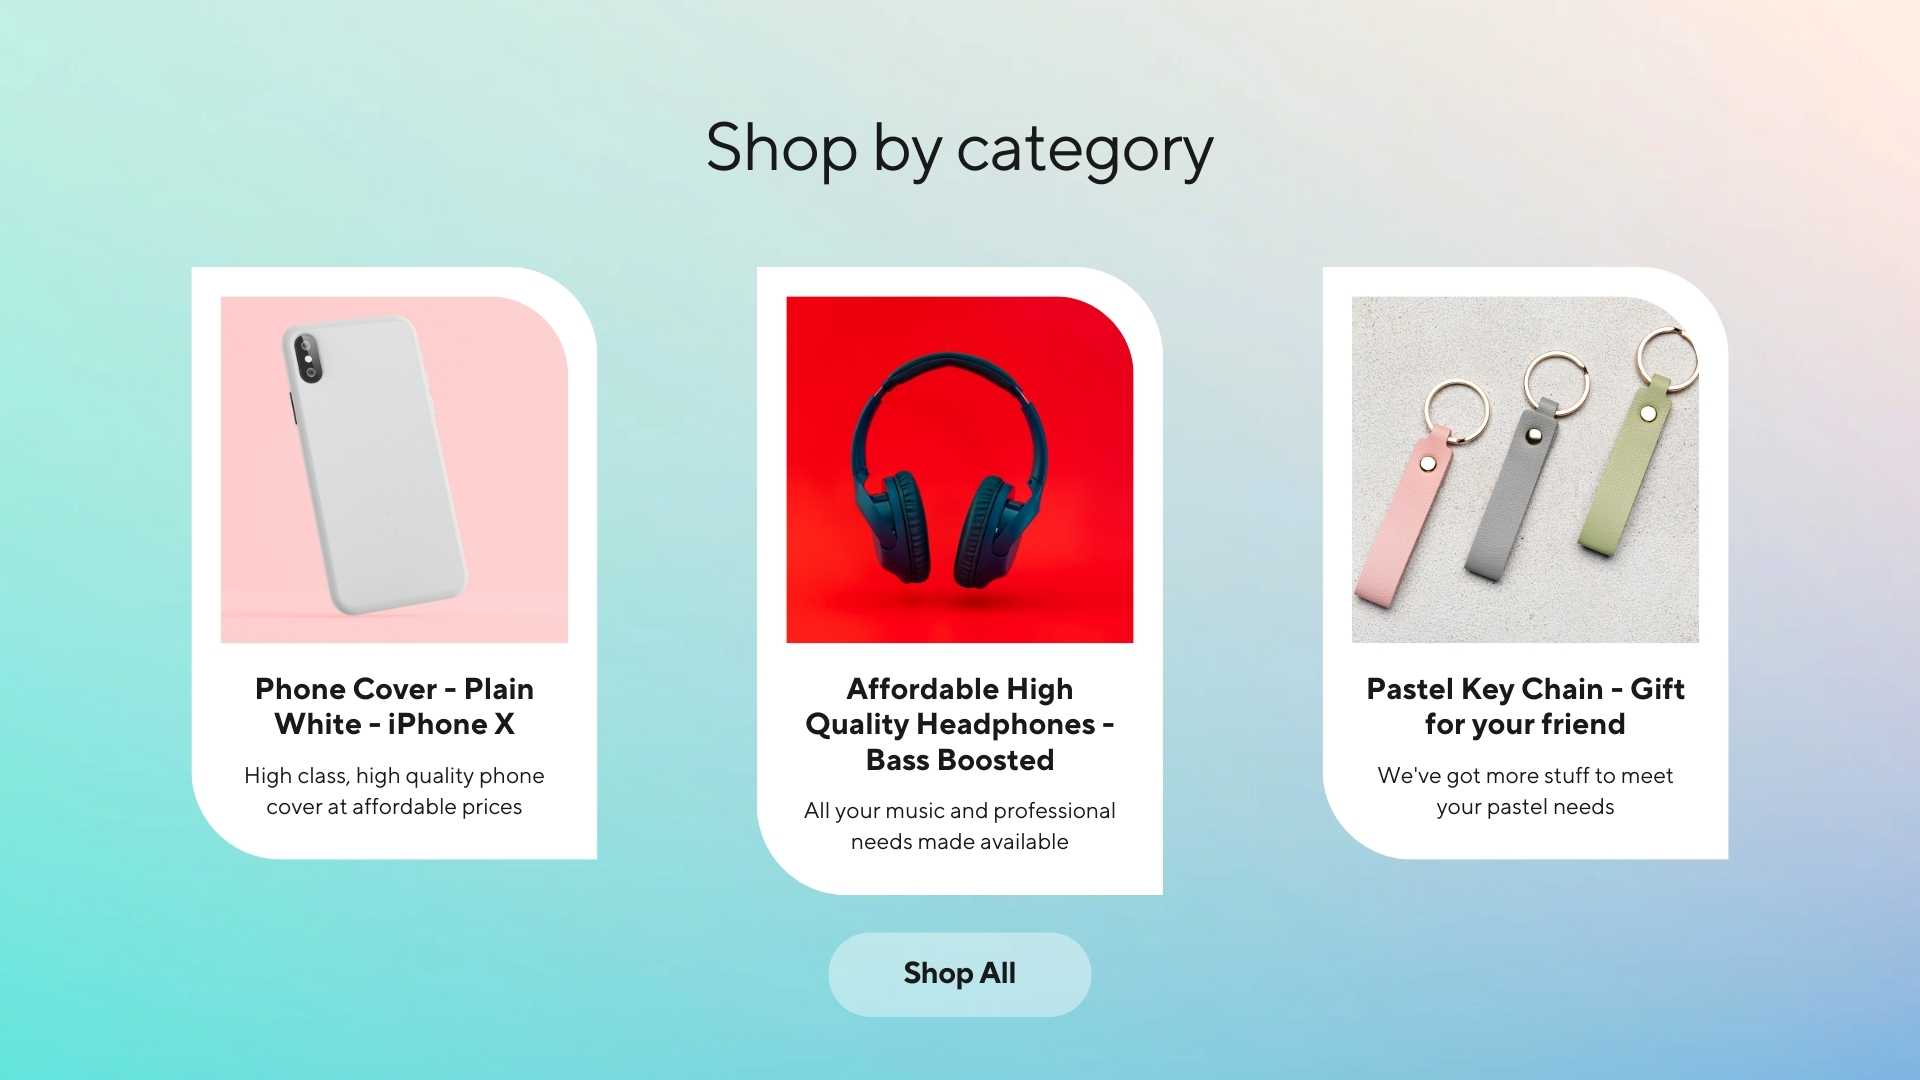 Shop by category
Phone Cover - Plain
White - iPhone X
High class, high quality phone
cover at affordable prices
Affordable High
Quality Headphones -
Bass Boosted
All your music and professional
needs made available
Pastel Key Chain - Gift
for your friend
We've got more stuff to meet
your pastel needs
Shop All